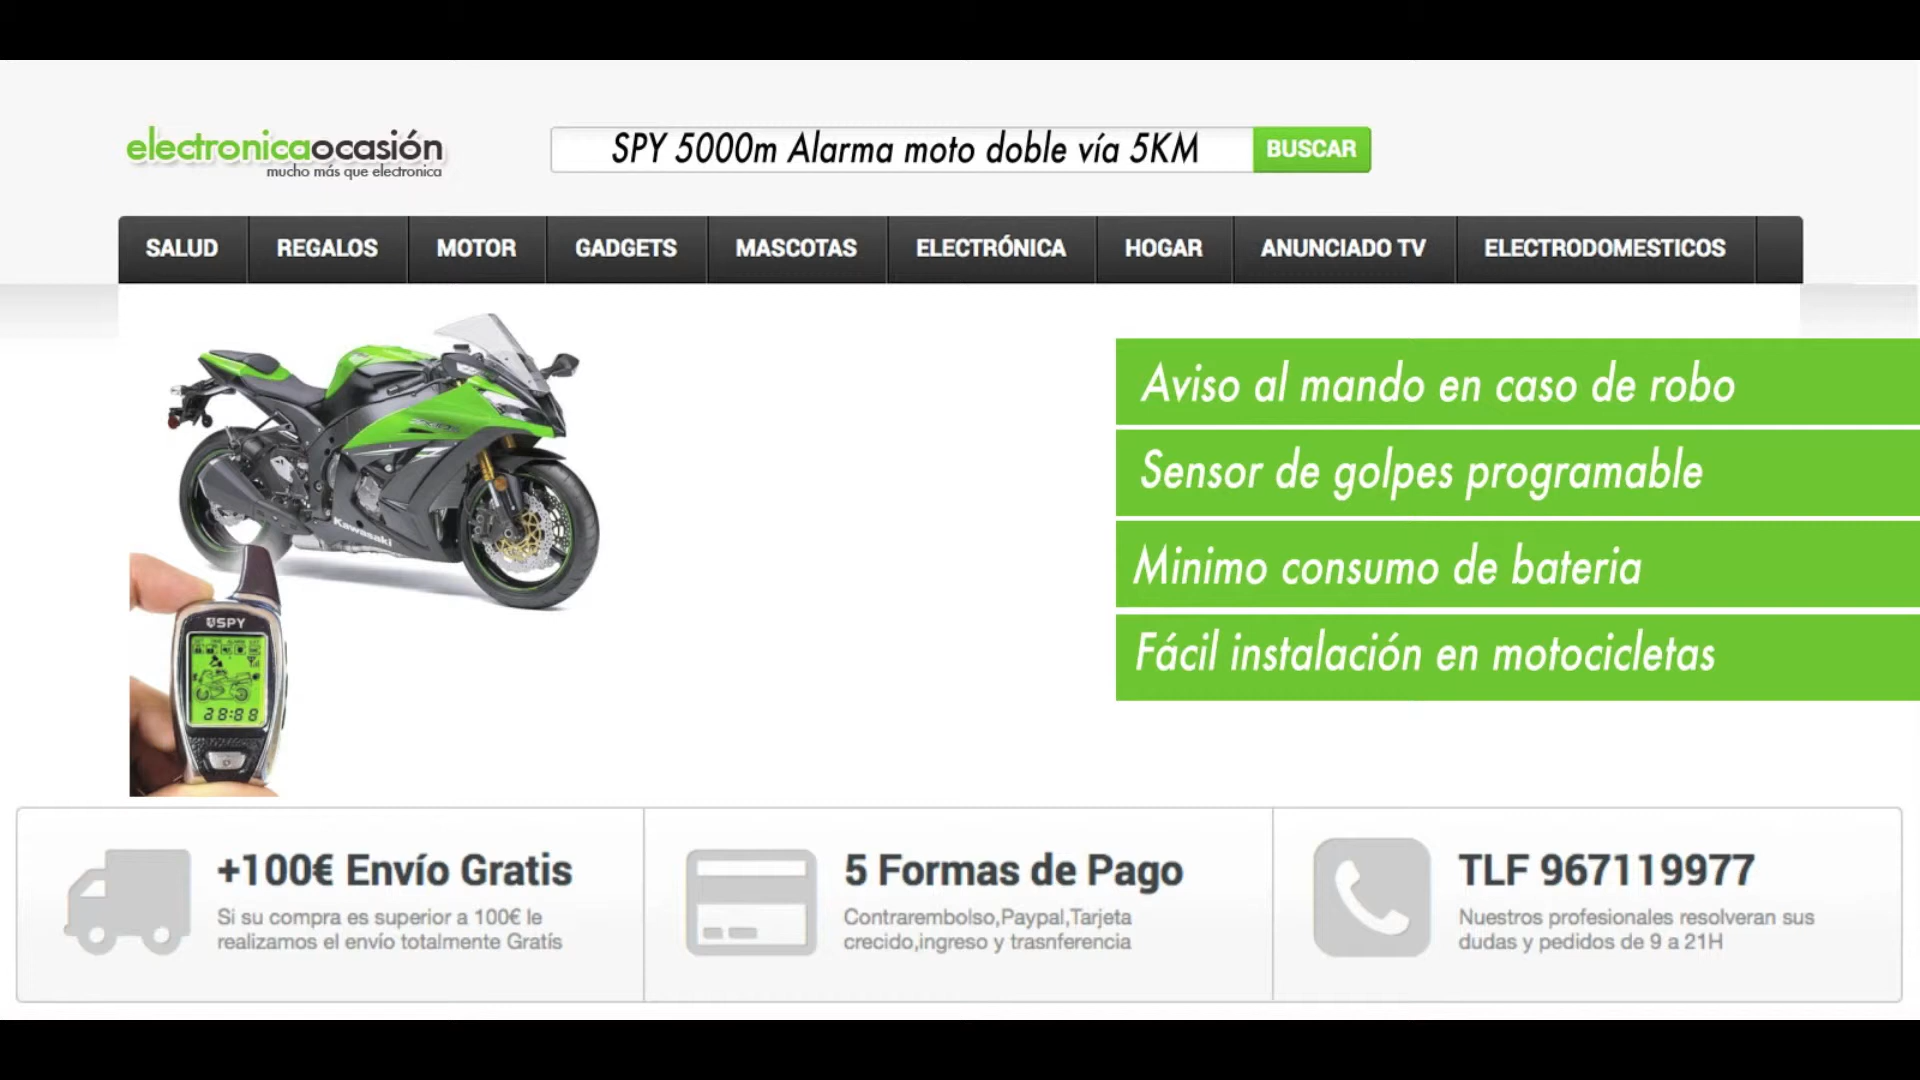 electronicaocasión
mucho más que electronica
SPY 5000m Alarma moto doble vía 5KM
BUSCAR
SALUD REGALOS MOTOR GADGETS MASCOTAS ELECTRÓNICA HOGAR ANUNCIADO TV ELECTRODOMESTICOS
Aviso al mando en caso de robo
Sensor de golpes programable
Minimo consumo de bateria
Fácil instalación en motocicletas
Kawasaki
SPY
28:88
+100€ Envío Gratis
Si su compra es superior a 100€ le
realizamos el envío totalmente Gratís
5 Formas de Pago
Contrarembolso,Paypal,Tarjeta
crecido,ingreso y trasnferencia
TLF 967119977
Nuestros profesionales resolveran sus
dudas y pedidos de 9 a 21H